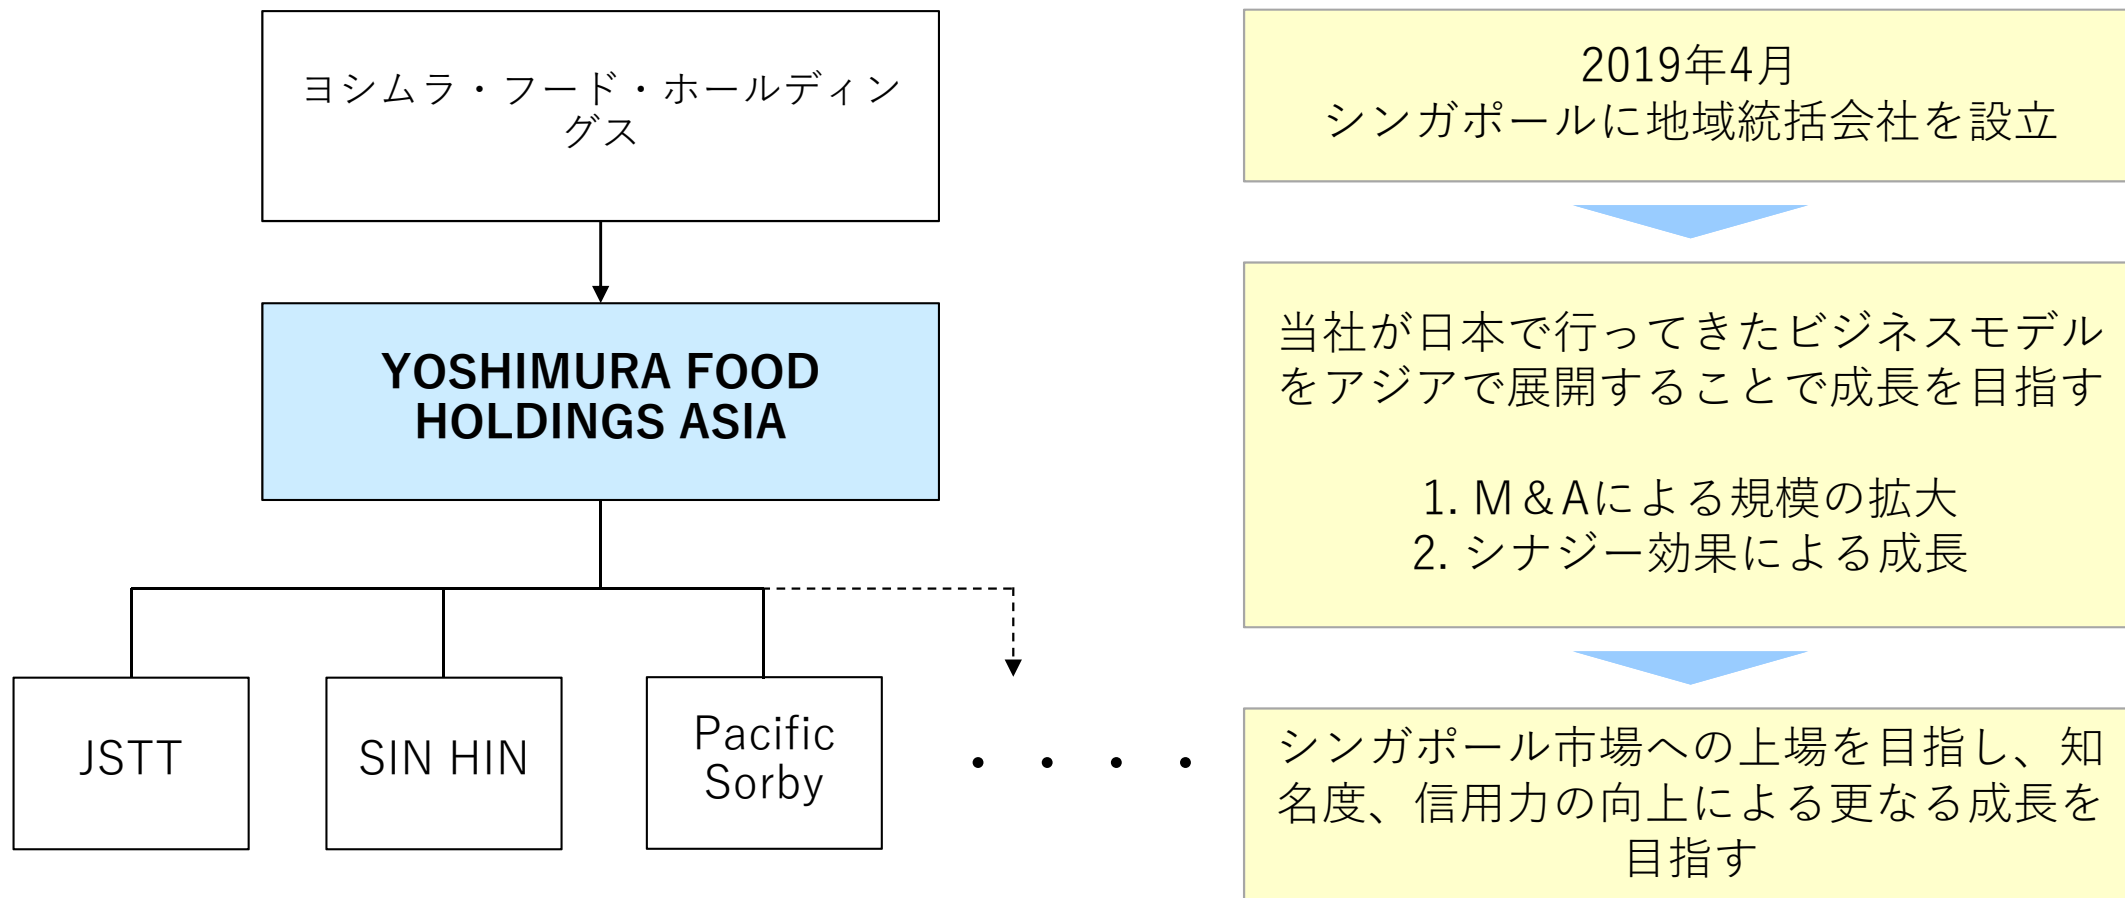 ヨシムラ・フード・ホールディン
グス
YOSHIMURA FOOD
HOLDINGS ASIA
JSTT
SIN HIN
Pacific
Sorby
・・・・
2019年4月
シンガポールに地域統括会社を設立
当社が日本で行ってきたビジネスモデル
をアジアで展開することで成長を目指す
1. M＆Aによる規模の拡大
2. シナジー効果による成長
シンガポール市場への上場を目指し、知
名度、信用力の向上による更なる成長を
目指す